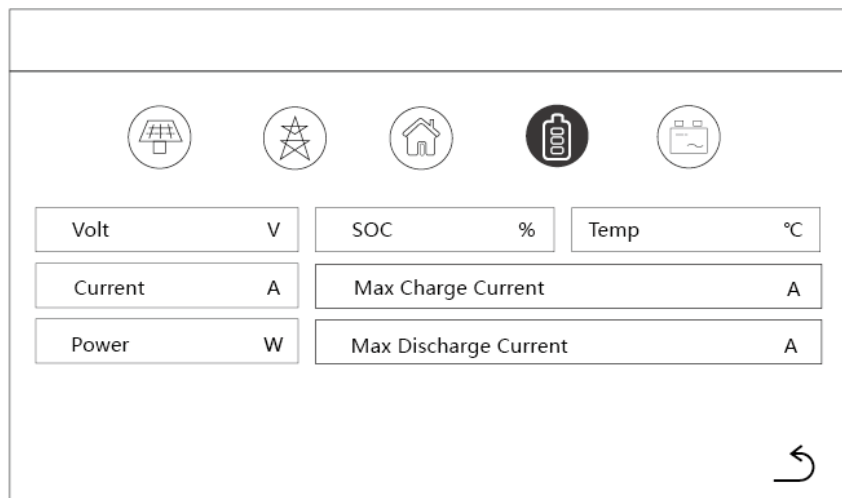 Volt V SOC % Temp ℃
Current A Max Charge Current A
Power W Max Discharge Current A